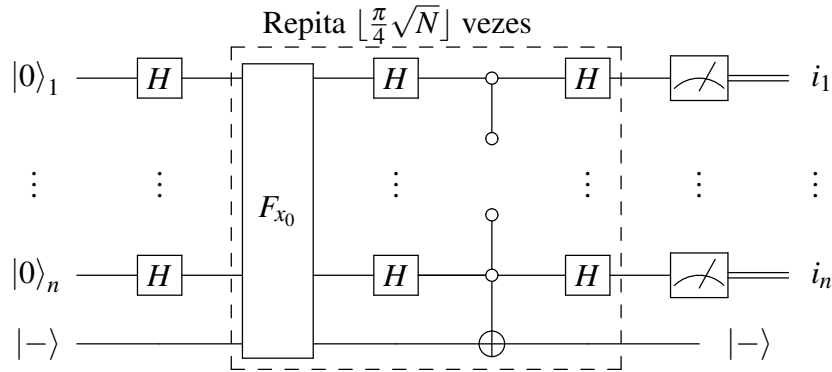 Repita ⌊π/4 √N⌋ vezes
|0⟩₁ H H H i₁
⋮ ⋮ F_{x₀} ⋮ ⋮ ⋮ ⋮
|0⟩ₙ H H H iₙ
|−⟩ |−⟩